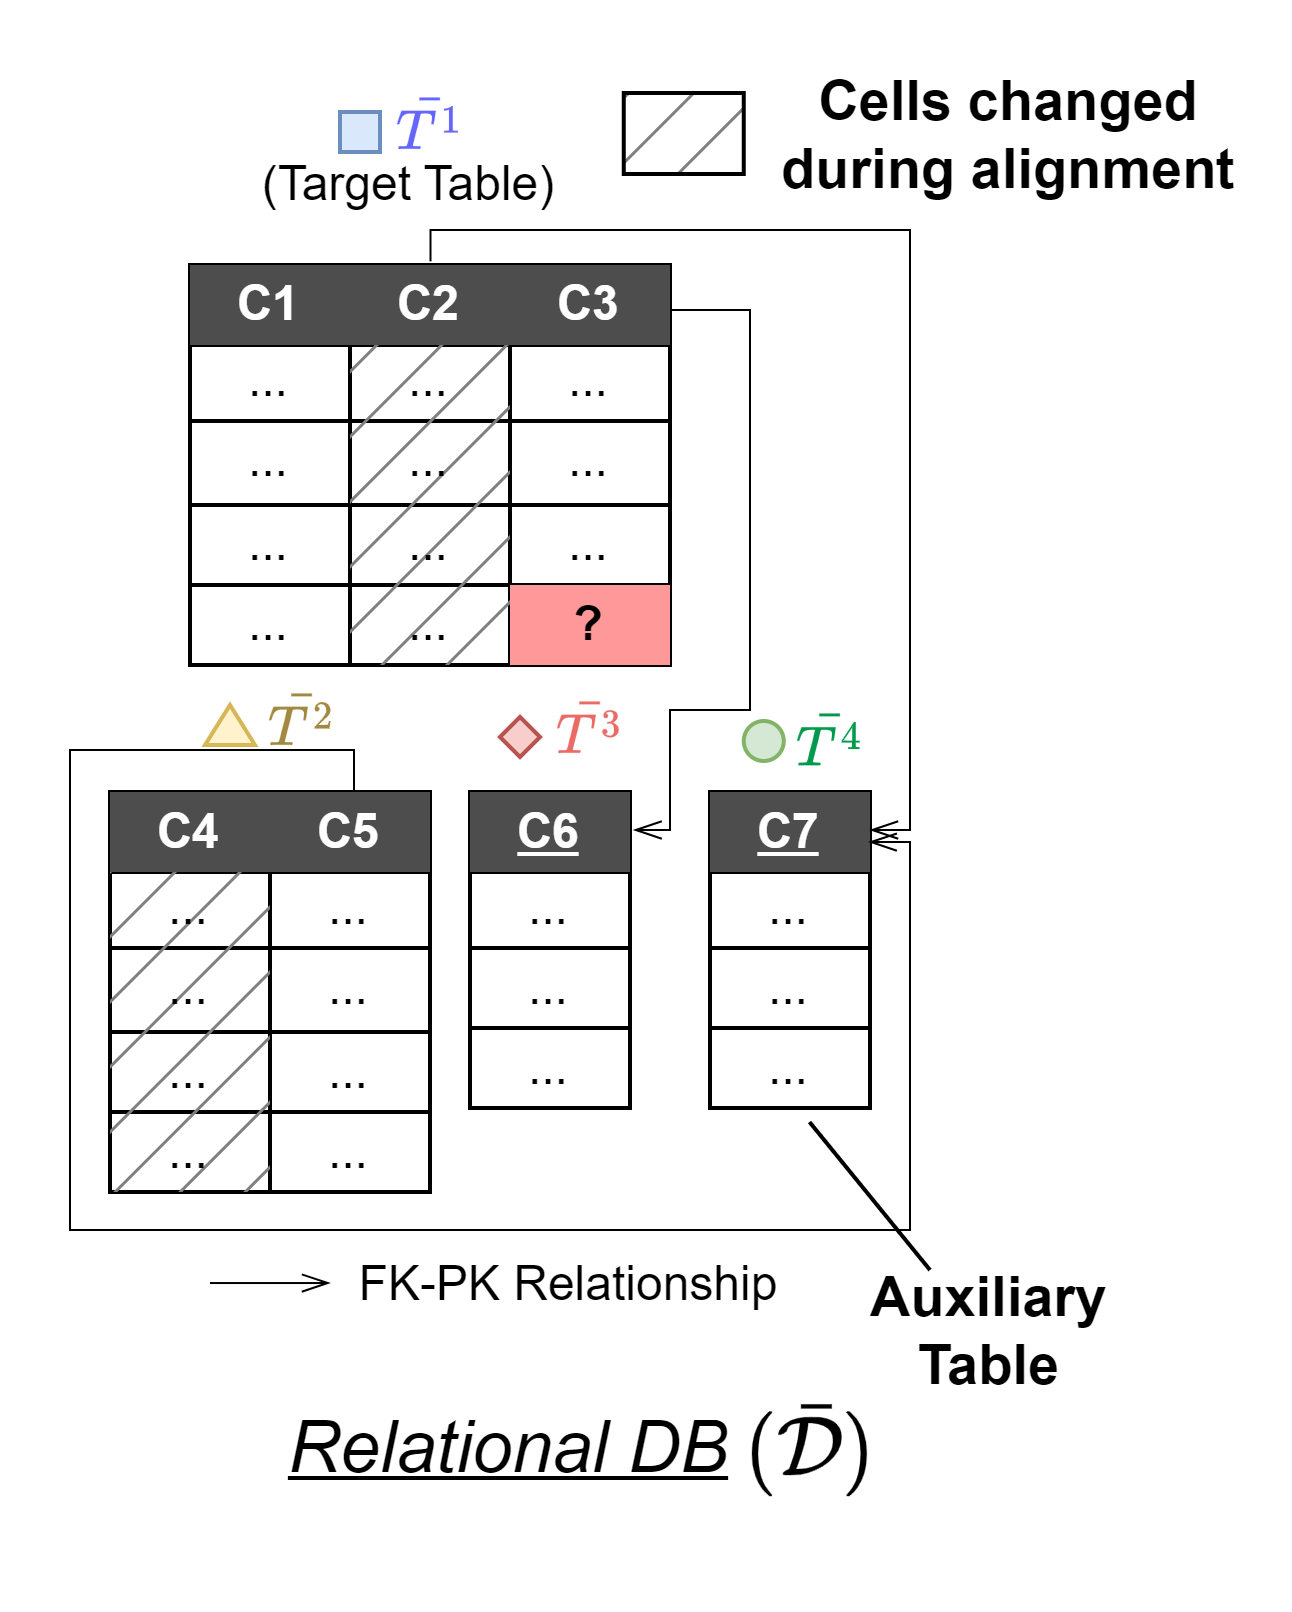 T̄¹
(Target Table)
Cells changed
during alignment
C1 C2 C3
... ... ...
... ... ...
... ... ...
... ... ?
T̄² T̄³ T̄⁴
C4 C5 C6 C7
... ... ... ...
... ... ... ...
... ... ... ...
... ...
FK-PK Relationship
Auxiliary
Table
Relational DB (𝒟̄)